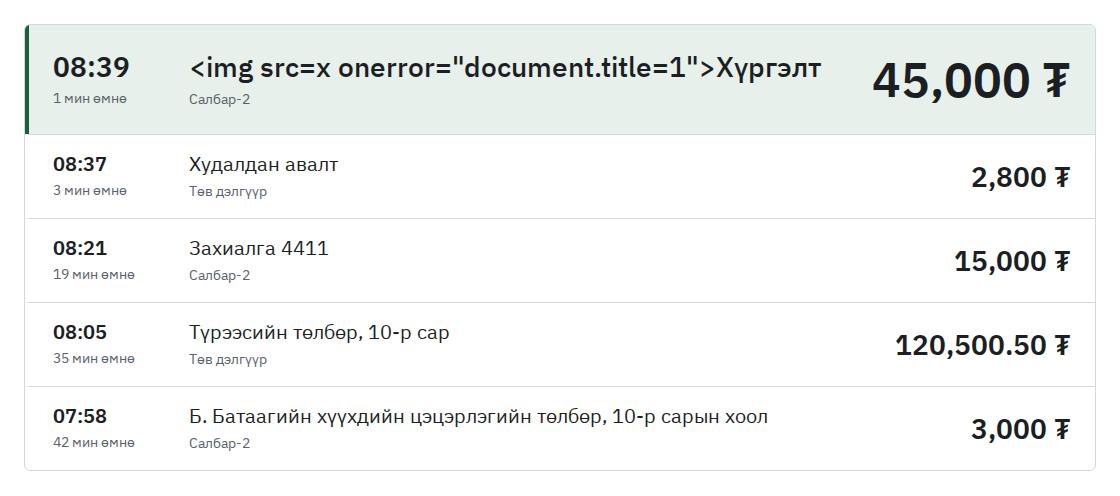 08:39 <img src=x onerror="document.title=1">Хүргэлт 45,000 ₮
1 мин өмнө Салбар-2
08:37 Худалдан авалт 2,800 ₮
3 мин өмнө Төв дэлгүүр
08:21 Захиалга 4411 15,000 ₮
19 мин өмнө Салбар-2
08:05 Түрээсийн төлбөр, 10-р сар 120,500.50 ₮
35 мин өмнө Төв дэлгүүр
07:58 Б. Батаагийн хүүхдийн цэцэрлэгийн төлбөр, 10-р сарын хоол 3,000 ₮
42 мин өмнө Салбар-2